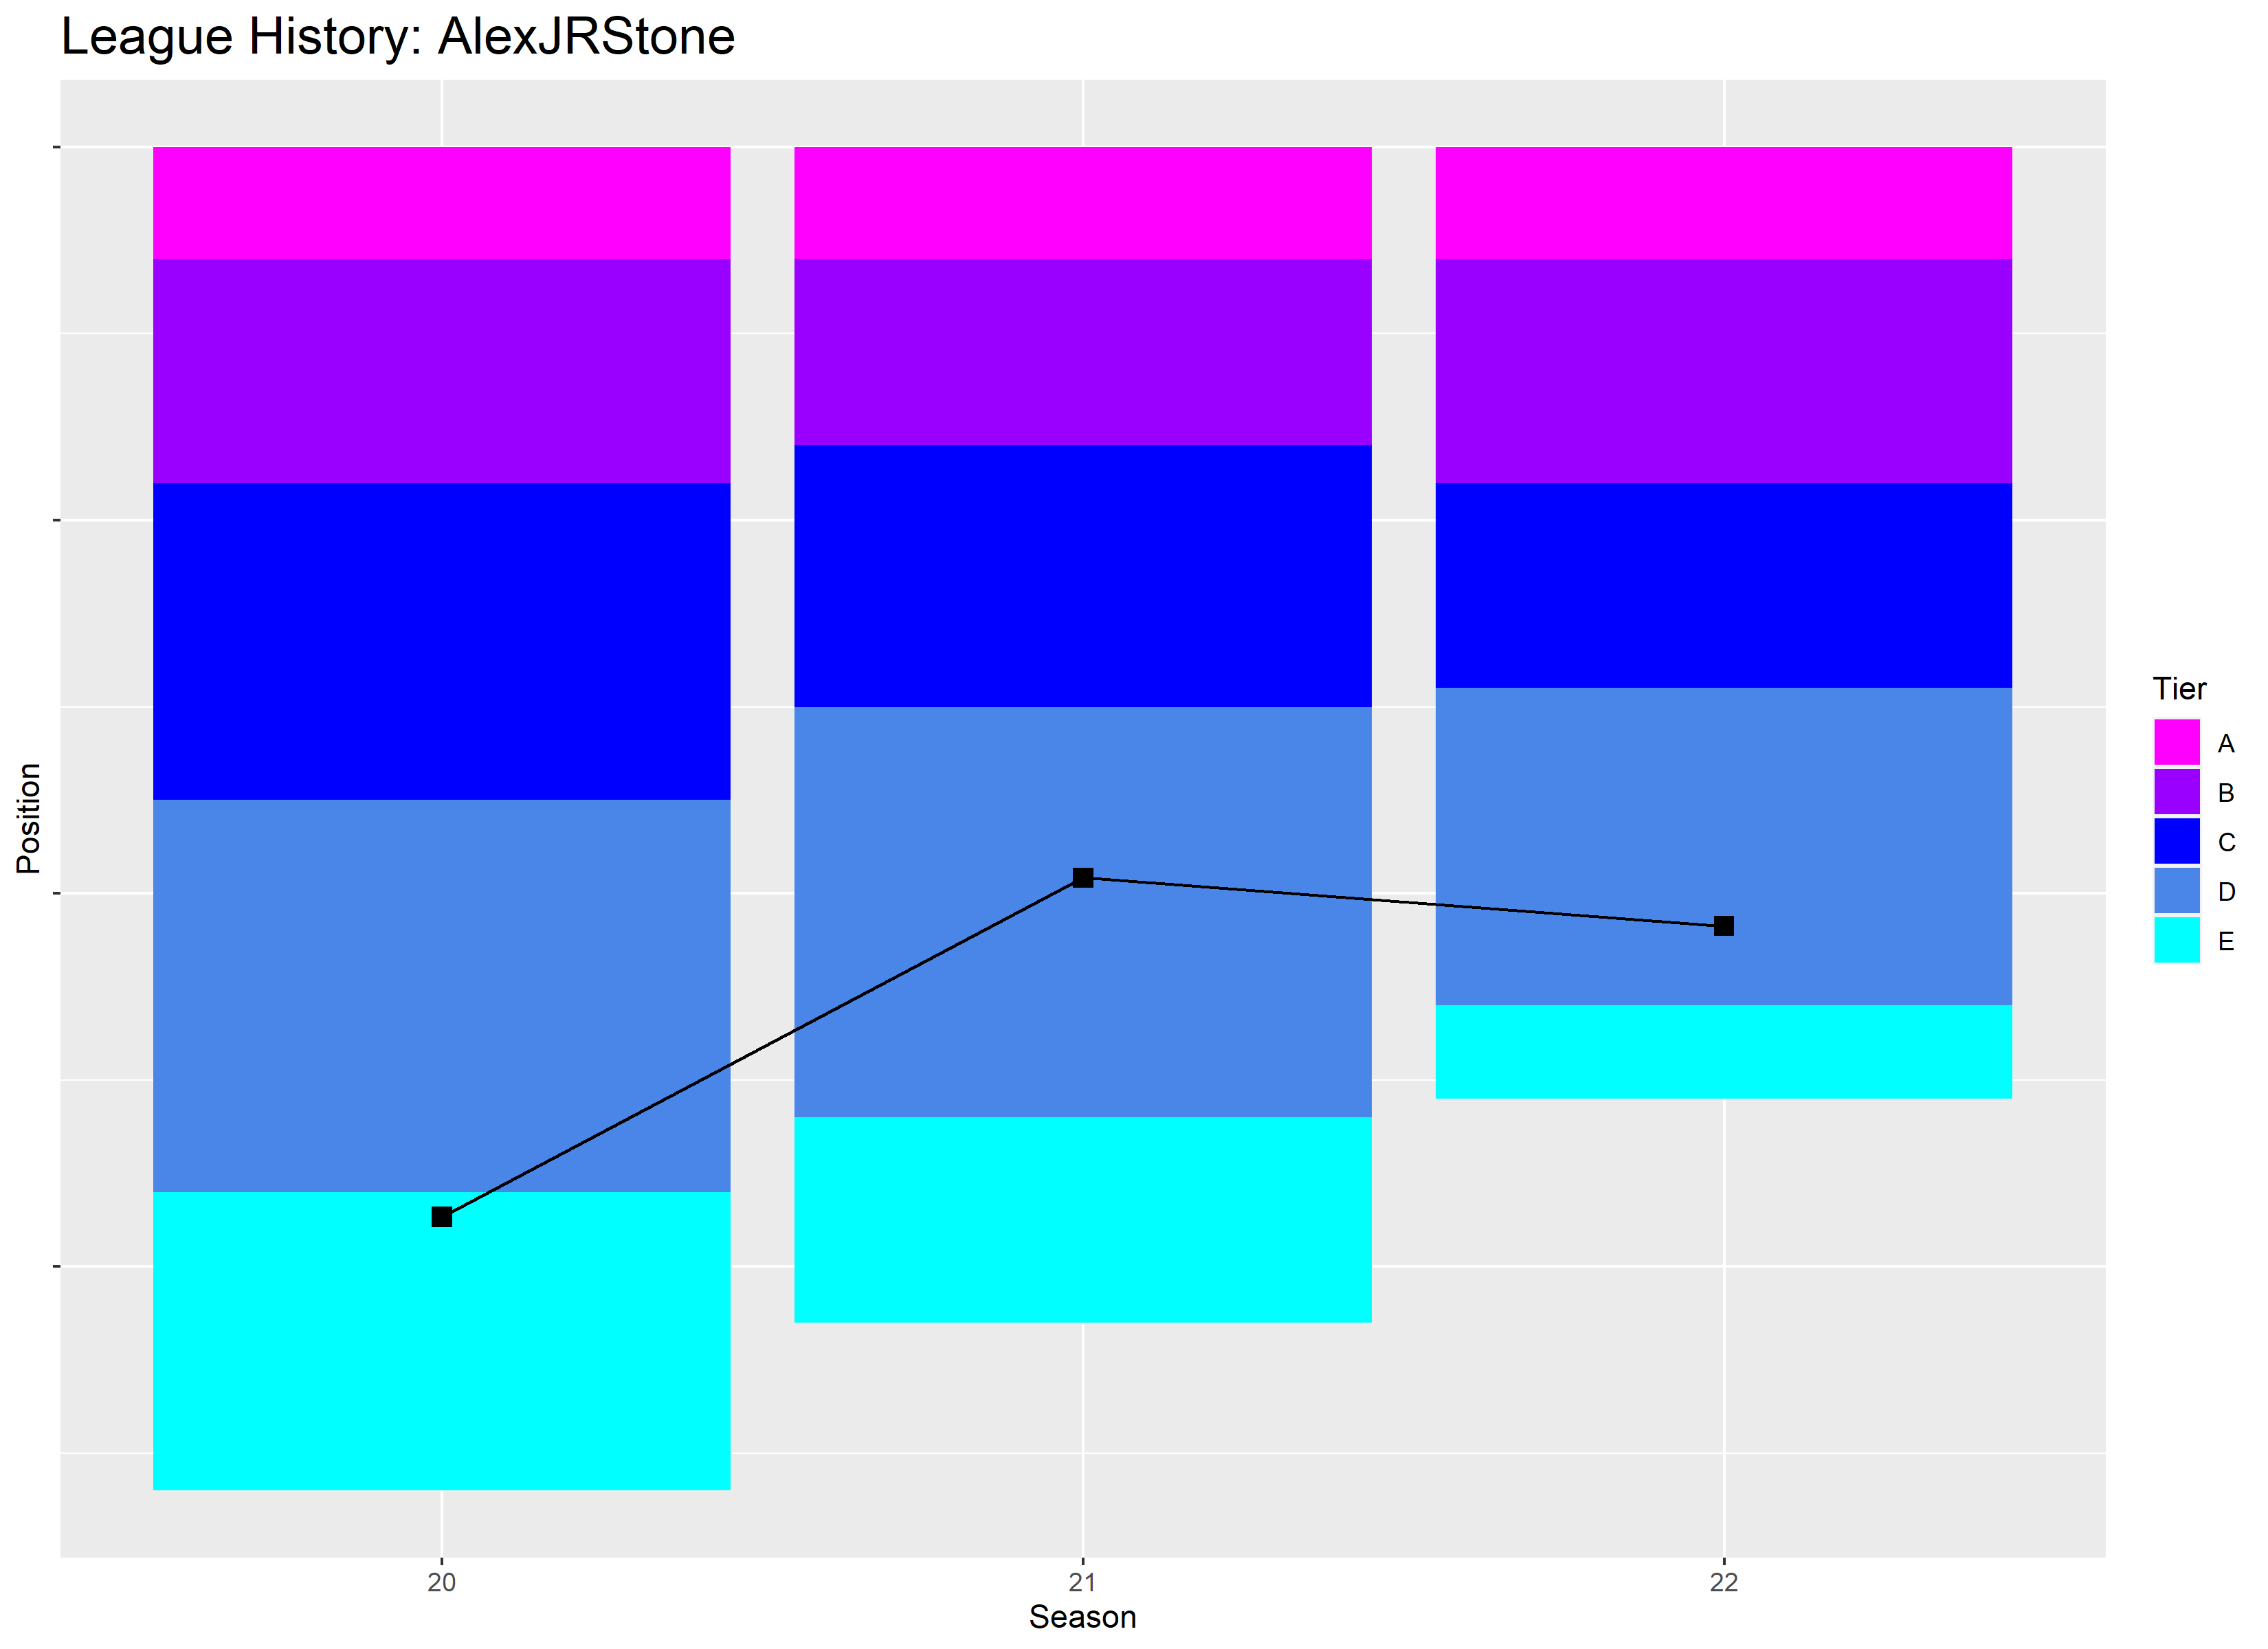 League History: AlexJRStone
Position
20
21
22
Season
Tier
A
B
C
D
E